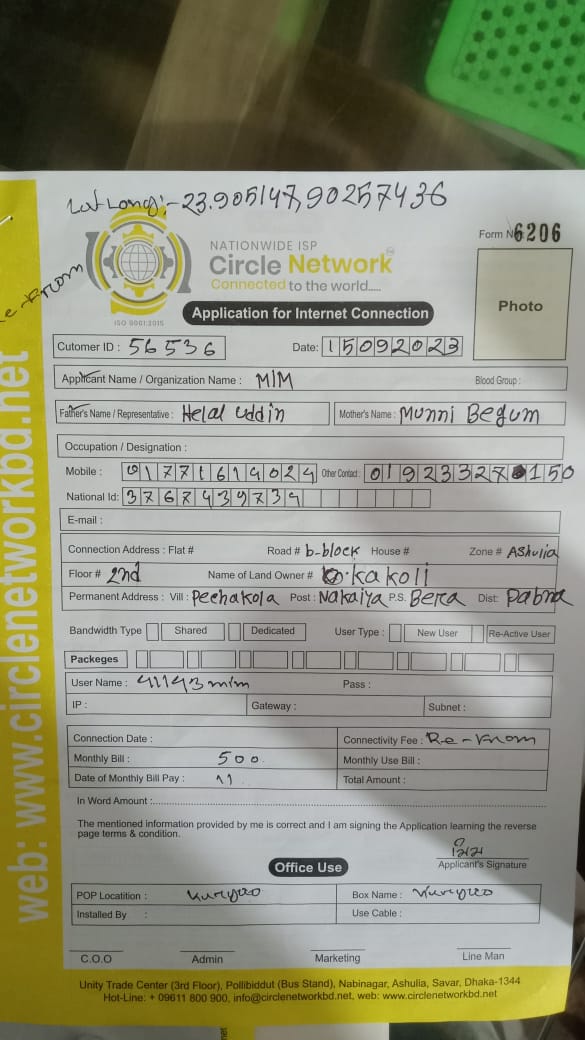 Lat Long:- 23.905147,90257436
Form No 6206
NATIONWIDE ISP
Circle Network
Connected to the world.....
ISO 9001:2015
Re-From
Application for Internet Connection
Photo
Cutomer ID : 56536 Date: 15092023
Applicant Name / Organization Name : MIM Blood Group :
Father's Name / Representative : Helal Uddin Mother's Name : Munni Begum
Occupation / Designation :
Mobile : 01771614024 Other Contact : 01923327150
National Id: 3767439734
E-mail :
Connection Address : Flat # Road # b-block House # Zone # Ashulia
Floor # 2nd Name of Land Owner # kakoli
Permanent Address : Vill : Pechakola Post : Nakaiya P.S. Bera Dist: Pabna
Bandwidth Type Shared Dedicated User Type : New User Re-Active User
Packeges
User Name : 41143mim Pass :
IP : Gateway : Subnet :
Connection Date : Connectivity Fee : Re-From
Monthly Bill : 500 Monthly Use Bill :
Date of Monthly Bill Pay : 11 Total Amount :
In Word Amount :
The mentioned information provided by me is correct and I am signing the Application learning the reverse
page terms & condition.
মিম
Applicant's Signature
Office Use
POP Locatition : Box Name :
Installed By : Use Cable :
C.O.O Admin Marketing Line Man
Unity Trade Center (3rd Floor), Pollibiddut (Bus Stand), Nabinagar, Ashulia, Savar, Dhaka-1344
Hot-Line: + 09611 800 900, info@circlenetworkbd.net, web: www.circlenetworkbd.net
web: www.circlenetworkbd.net